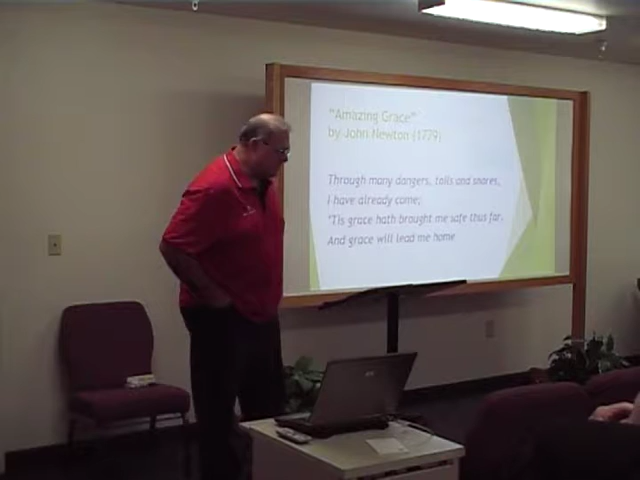 "Amazing Grace"
by John Newton (1779)
Through many dangers, toils and snares,
I have already come;
'Tis grace hath brought me safe thus far,
And grace will lead me home